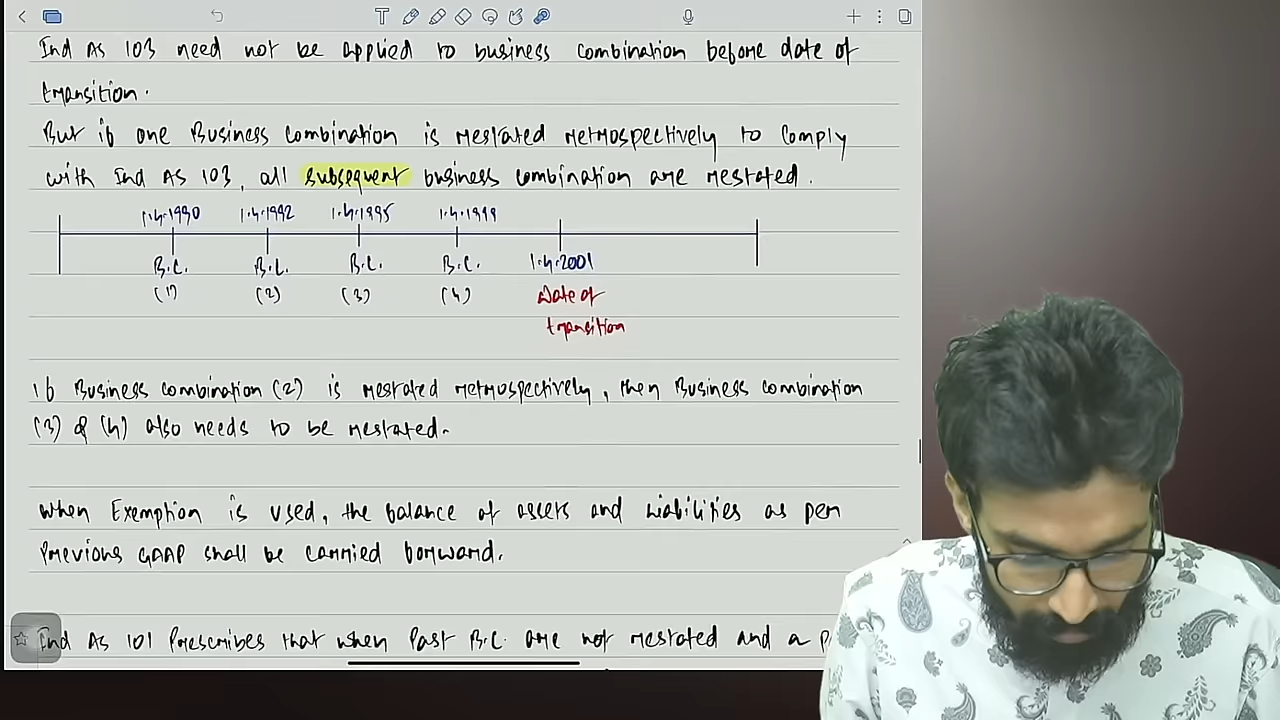 Ind AS 103 need not be applied to business combination before date of
transition.
But if one Business Combination is restated retrospectively to comply
with Ind AS 103, all subsequent business combination are restated.
1.4.1990 1.4.1992 1.4.1995 1.4.1999
B.C. B.C. B.C. B.C. 1.4.2001
(1) (2) (3) (4) Date of
transition
If Business combination (2) is restated retrospectively, then Business combination
(3) & (4) also needs to be restated.
When Exemption is used, the balance of assets and liabilities as per
Previous GAAP shall be carried forward.
Ind AS 101 Prescribes that when Past B.C. are not restated and a